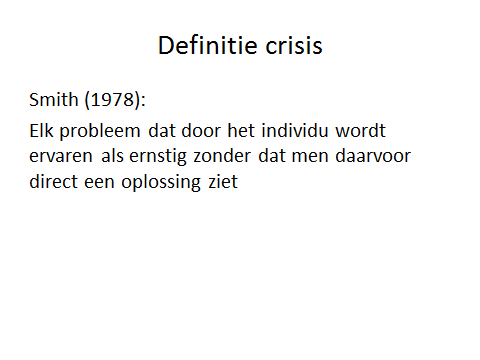 Definitie crisis
Smith (1978):
Elk probleem dat door het individu wordt
ervaren als ernstig zonder dat men daarvoor
direct een oplossing ziet